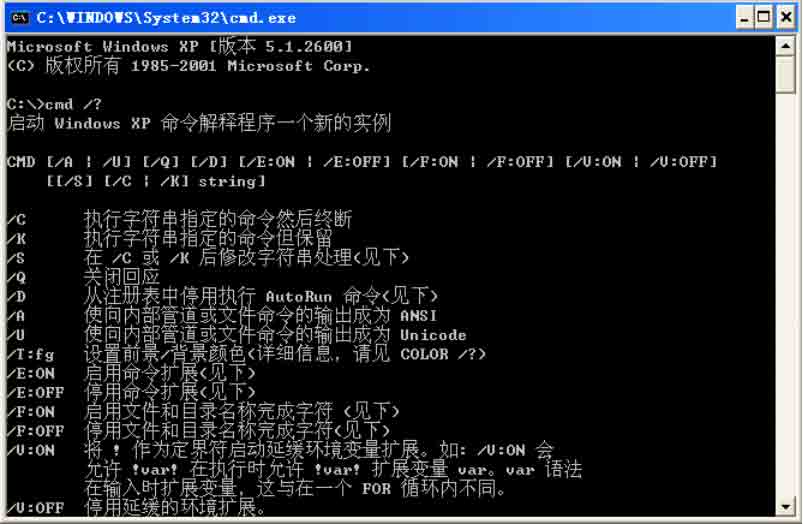 C:\WINDOWS\System32\cmd.exe
Microsoft Windows XP [版本 5.1.2600]
(C) 版权所有 1985-2001 Microsoft Corp.
C:\>cmd /?
启动 Windows XP 命令解释程序一个新的实例
CMD [/A | /U] [/Q] [/D] [/E:ON | /E:OFF] [/F:ON | /F:OFF] [/V:ON | /V:OFF]
[[/S] [/C | /K] string]
/C 执行字符串指定的命令然后终断
/K 执行字符串指定的命令但保留
/S 在 /C 或 /K 后修改字符串处理(见下)
/Q 关闭回应
/D 从注册表中停用执行 AutoRun 命令(见下)
/A 使向内部管道或文件命令的输出成为 ANSI
/U 使向内部管道或文件命令的输出成为 Unicode
/T:fg 设置前景/背景颜色(详细信息，请见 COLOR /?)
/E:ON 启用命令扩展(见下)
/E:OFF 停用命令扩展(见下)
/F:ON 启用文件和目录名称完成字符 (见下)
/F:OFF 停用文件和目录名称完成字符(见下)
/V:ON 将 ! 作为定界符启动延缓环境变量扩展。如: /V:ON 会
允许 !var! 在执行时允许 !var! 扩展变量 var。var 语法
在输入时扩展变量，这与在一个 FOR 循环内不同。
/V:OFF 停用延缓的环境扩展。